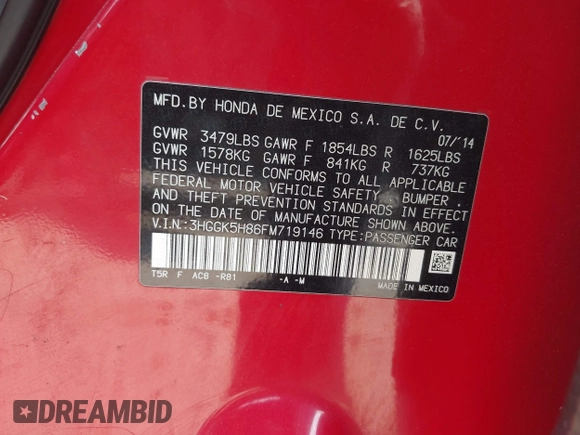 MFD.BY HONDA DE MEXICO S.A. DE C.V.
07/'14
GVWR 3479LBS GAWR F 1854LBS R 1625LBS
GVWR 1578KG GAWR F 841KG R 737KG
THIS VEHICLE CONFORMS TO ALL APPLICABLE
FEDERAL MOTOR VEHICLE SAFETY , BUMPER ,
AND THEFT PREVENTION STANDARDS IN EFFECT
ON THE DATE OF MANUFACTURE SHOWN ABOVE.
V.I.N.:3HGGK5H86FM719146 TYPE:PASSENGER CAR
T5R F AC8 -R81 -A -M MADE IN MEXICO
DREAMBID